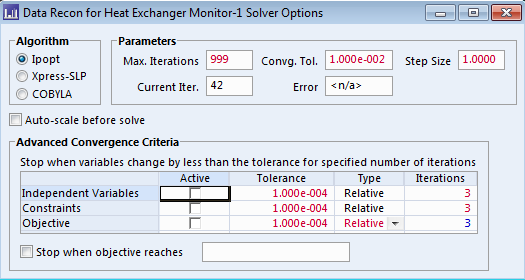 Data Recon for Heat Exchanger Monitor-1 Solver Options
Algorithm
Parameters
Ipopt
Max. Iterations 999 Convg. Tol. 1.000e-002 Step Size 1.0000
Xpress-SLP
Current Iter. 42 Error <n/a>
COBYLA
Auto-scale before solve
Advanced Convergence Criteria
Stop when variables change by less than the tolerance for specified number of iterations
Active Tolerance Type Iterations
Independent Variables 1.000e-004 Relative 3
Constraints 1.000e-004 Relative 3
Objective 1.000e-004 Relative 3
Stop when objective reaches